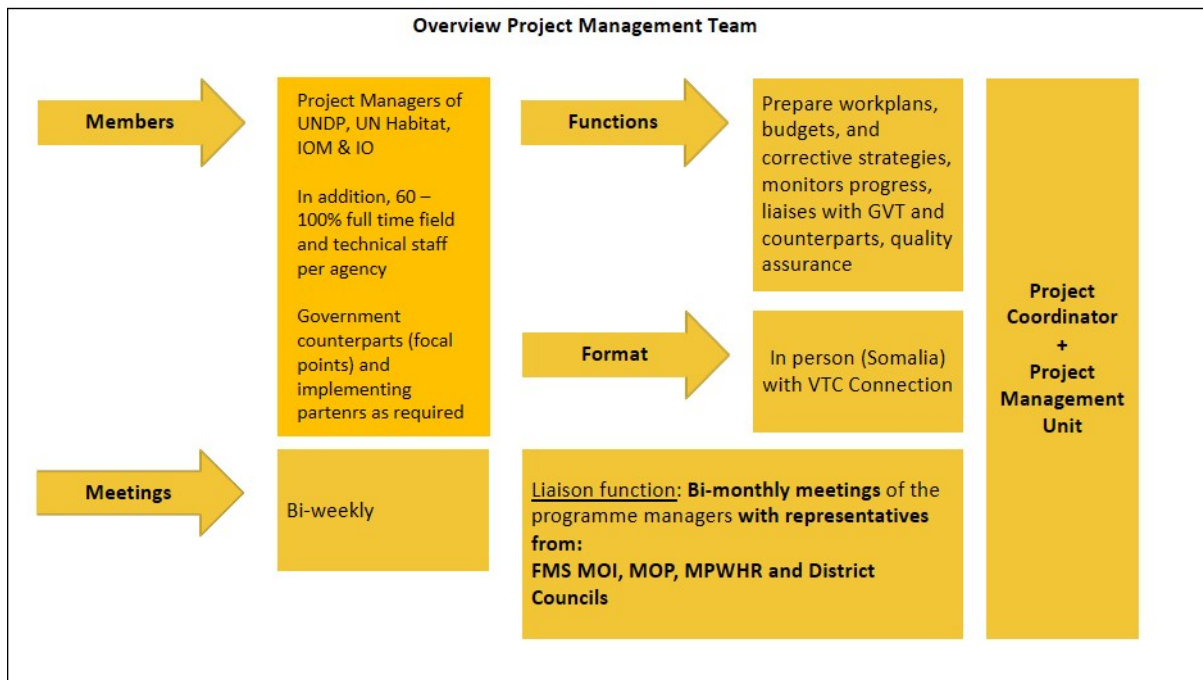 Overview Project Management Team
Members
Project Managers of
UNDP, UN Habitat,
IOM & IO
In addition, 60 –
100% full time field
and technical staff
per agency
Government
counterparts (focal
points) and
implementing
partenrs as required
Functions
Prepare workplans,
budgets, and
corrective strategies,
monitors progress,
liaises with GVT and
counterparts, quality
assurance
Format
In person (Somalia)
with VTC Connection
Project
Coordinator
+
Project
Management
Unit
Meetings
Bi-weekly
Liaison function: Bi-monthly meetings of the
programme managers with representatives
from:
FMS MOI, MOP, MPWHR and District
Councils